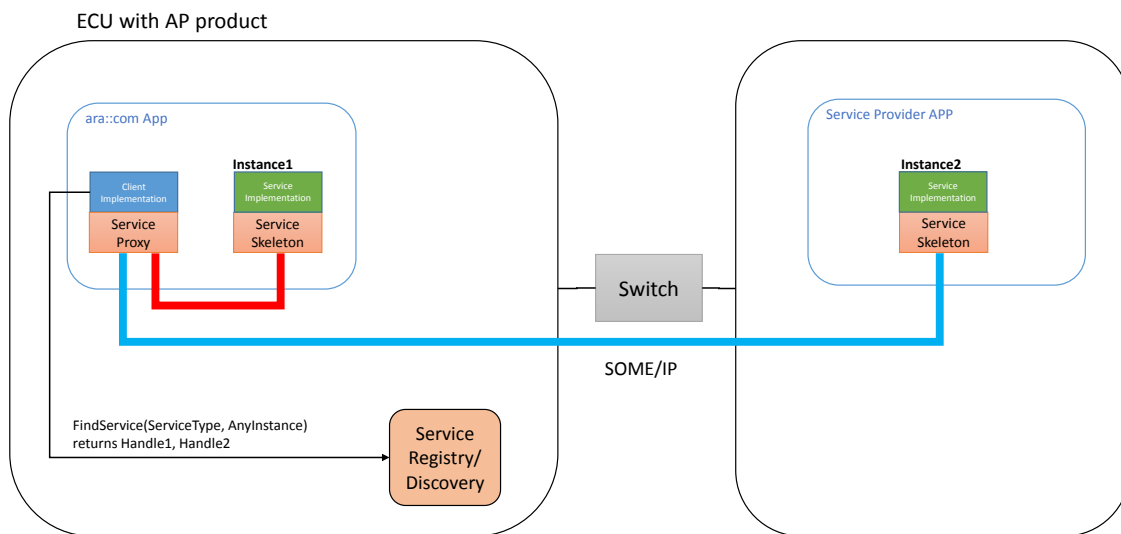 ECU with AP product
ara::com App
Client
Implementation
Service
Proxy
Instance1
Service
Implementation
Service
Skeleton
Service Provider APP
Instance2
Service
Implementation
Service
Skeleton
Switch
SOME/IP
FindService(ServiceType, AnyInstance)
returns Handle1, Handle2
Service
Registry/
Discovery